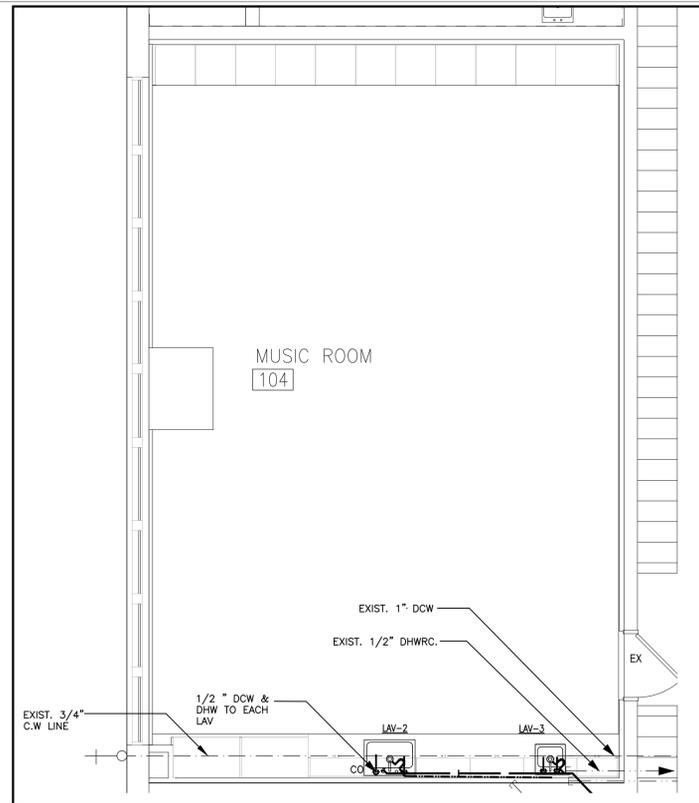 MUSIC ROOM
104
EXIST. 1" DCW
EXIST. 1/2" DHWRC.
EX
1/2 " DCW &
DHW TO EACH
LAV
EXIST. 3/4"
C.W LINE
LAV-2
LAV-3
CO